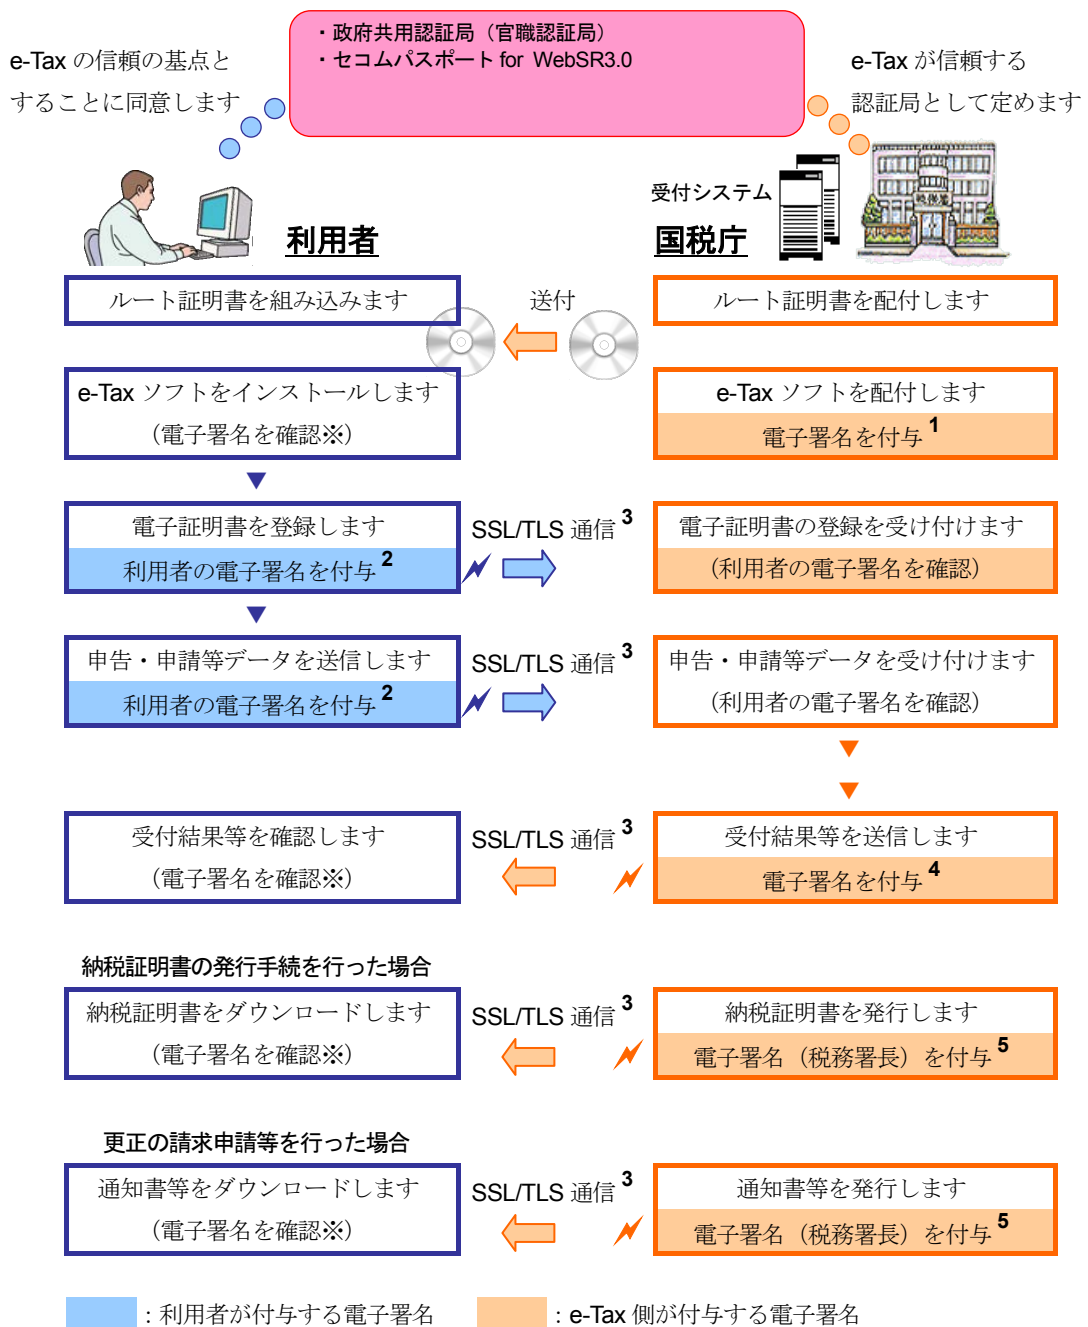 ・政府共用認証局（官職認証局）
・セコムパスポート for WebSR3.0
e-Tax の信頼の基点と
することに同意します
e-Tax が信頼する
認証局として定めます
受付システム
税務署
利用者
国税庁
ルート証明書を組み込みます
送付
ルート証明書を配付します
e-Tax ソフトをインストールします
（電子署名を確認※）
e-Tax ソフトを配付します
電子署名を付与 1
電子証明書を登録します
利用者の電子署名を付与 2
SSL/TLS 通信 3
電子証明書の登録を受け付けます
（利用者の電子署名を確認）
申告・申請等データを送信します
利用者の電子署名を付与 2
SSL/TLS 通信 3
申告・申請等データを受け付けます
（利用者の電子署名を確認）
受付結果等を確認します
（電子署名を確認※）
SSL/TLS 通信 3
受付結果等を送信します
電子署名を付与 4
納税証明書の発行手続を行った場合
納税証明書をダウンロードします
（電子署名を確認※）
SSL/TLS 通信 3
納税証明書を発行します
電子署名（税務署長）を付与 5
更正の請求申請等を行った場合
通知書等をダウンロードします
（電子署名を確認※）
SSL/TLS 通信 3
通知書等を発行します
電子署名（税務署長）を付与 5
：利用者が付与する電子署名
：e-Tax 側が付与する電子署名